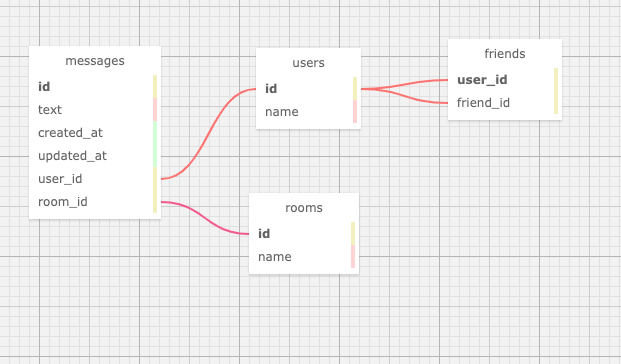 messages
id
text
created_at
updated_at
user_id
room_id
users
id
name
friends
user_id
friend_id
rooms
id
name